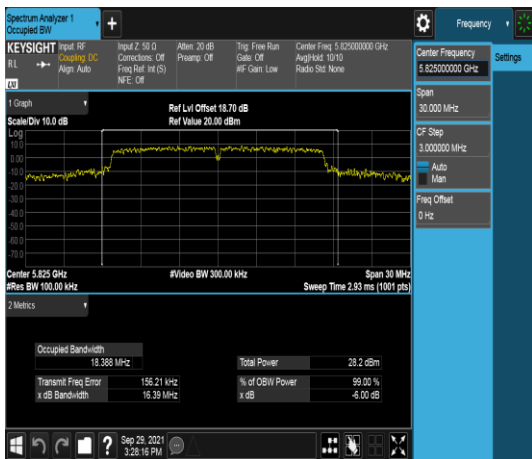 Spectrum Analyzer 1
Occupied BW
Frequency
KEYSIGHT
Input: RF
Input Z: 50 Ω
Atten: 20 dB
Trig: Free Run
Center Freq: 5.825000000 GHz
RL
Coupling: DC
Corrections: Off
Preamp: Off
Gate: Off
Avg|Hold: 10/10
Align: Auto
Freq Ref: Int (S)
#IF Gain: Low
Radio Std: None
NFE: Off
LXI
Center Frequency
5.825000000 GHz
Settings
Span
30.000 MHz
CF Step
3.000000 MHz
Auto
Man
Freq Offset
0 Hz
1 Graph
Ref Lvl Offset 18.70 dB
Scale/Div 10.0 dB
Ref Value 20.00 dBm
Log
10.0
0.00
-10.0
-20.0
-30.0
-40.0
-50.0
-60.0
-70.0
Center 5.825 GHz
#Video BW 300.00 kHz
Span 30 MHz
#Res BW 100.00 kHz
Sweep Time 2.93 ms (1001 pts)
2 Metrics
Occupied Bandwidth
18.388 MHz
Total Power
28.2 dBm
Transmit Freq Error
156.21 kHz
% of OBW Power
99.00 %
x dB Bandwidth
16.39 MHz
x dB
-6.00 dB
Sep 29, 2021
3:28:16 PM